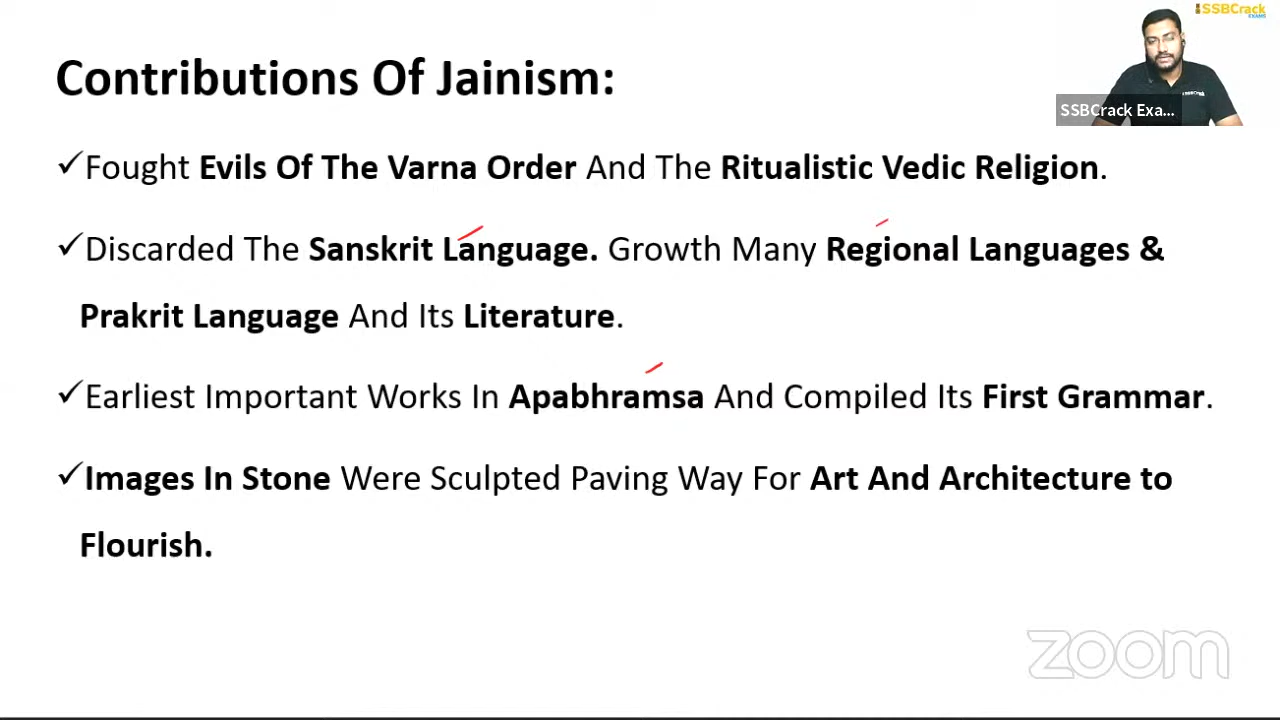 SSBCrack
EXAMS
Contributions Of Jainism:
SSBCrack Exa...
✓Fought Evils Of The Varna Order And The Ritualistic Vedic Religion.
✓Discarded The Sanskrit Language. Growth Many Regional Languages &
Prakrit Language And Its Literature.
✓Earliest Important Works In Apabhramsa And Compiled Its First Grammar.
✓Images In Stone Were Sculpted Paving Way For Art And Architecture to
Flourish.
zoom